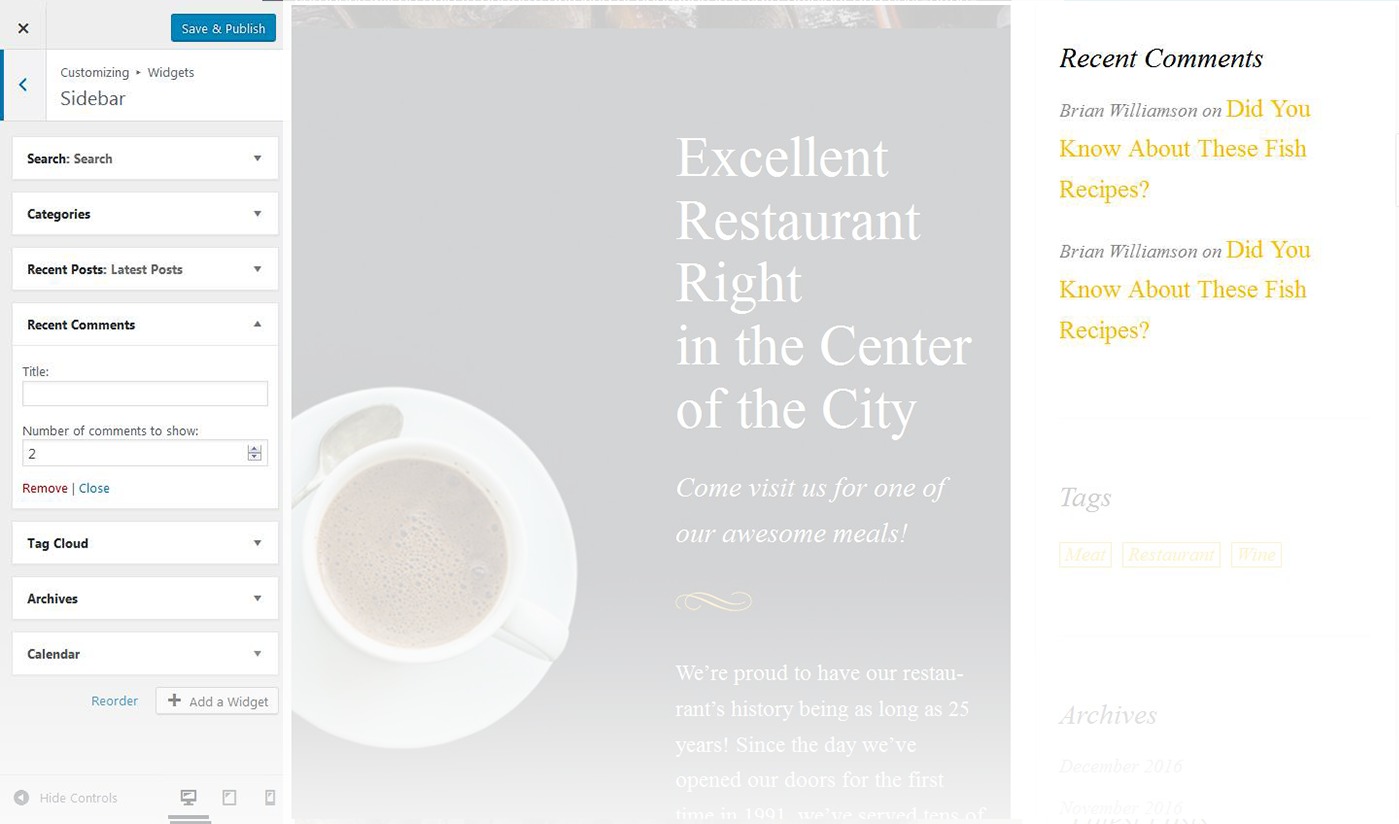 Save & Publish
Customizing ▸ Widgets
Sidebar
Search: Search
Categories
Recent Posts: Latest Posts
Recent Comments
Title:
Number of comments to show:
2
Remove | Close
Tag Cloud
Archives
Calendar
Reorder
Add a Widget
Hide Controls
Excellent
Restaurant
Right
in the Center
of the City
Come visit us for one of
our awesome meals!
We’re proud to have our restau-
rant’s history being as long as 25
years! Since the day we’ve
opened our doors for the first
time in 1991, we’ve served tens of
Recent Comments
Brian Williamson on Did You
Know About These Fish
Recipes?
Brian Williamson on Did You
Know About These Fish
Recipes?
Tags
Meat Restaurant Wine
Archives
December 2016
November 2016